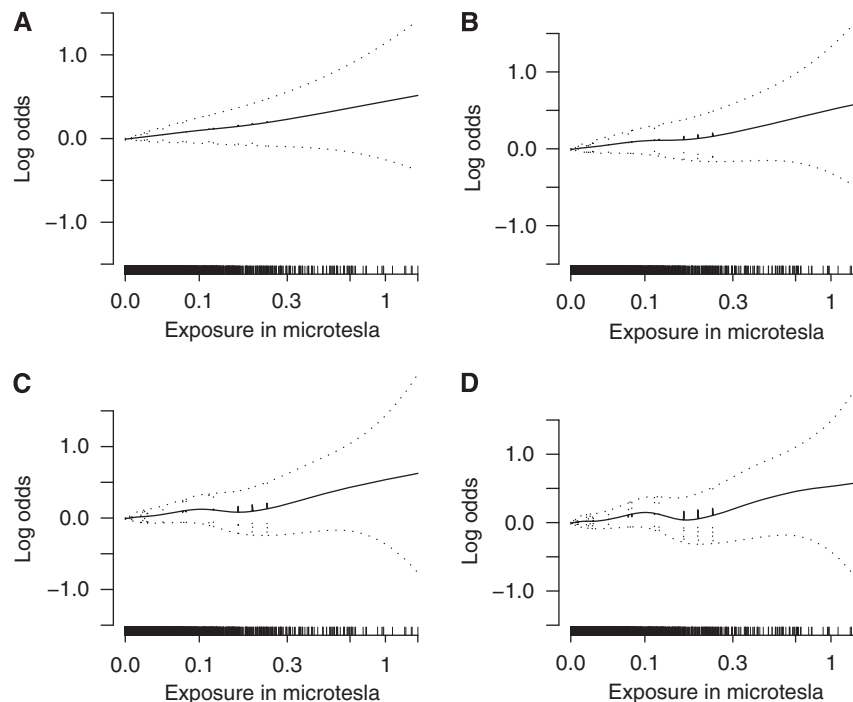 A
Log odds
1.0
0.0
−1.0
0.0 0.1 0.3 1
Exposure in microtesla
B
Log odds
1.0
0.0
−1.0
0.0 0.1 0.3 1
Exposure in microtesla
C
Log odds
1.0
0.0
−1.0
0.0 0.1 0.3 1
Exposure in microtesla
D
Log odds
1.0
0.0
−1.0
0.0 0.1 0.3 1
Exposure in microtesla